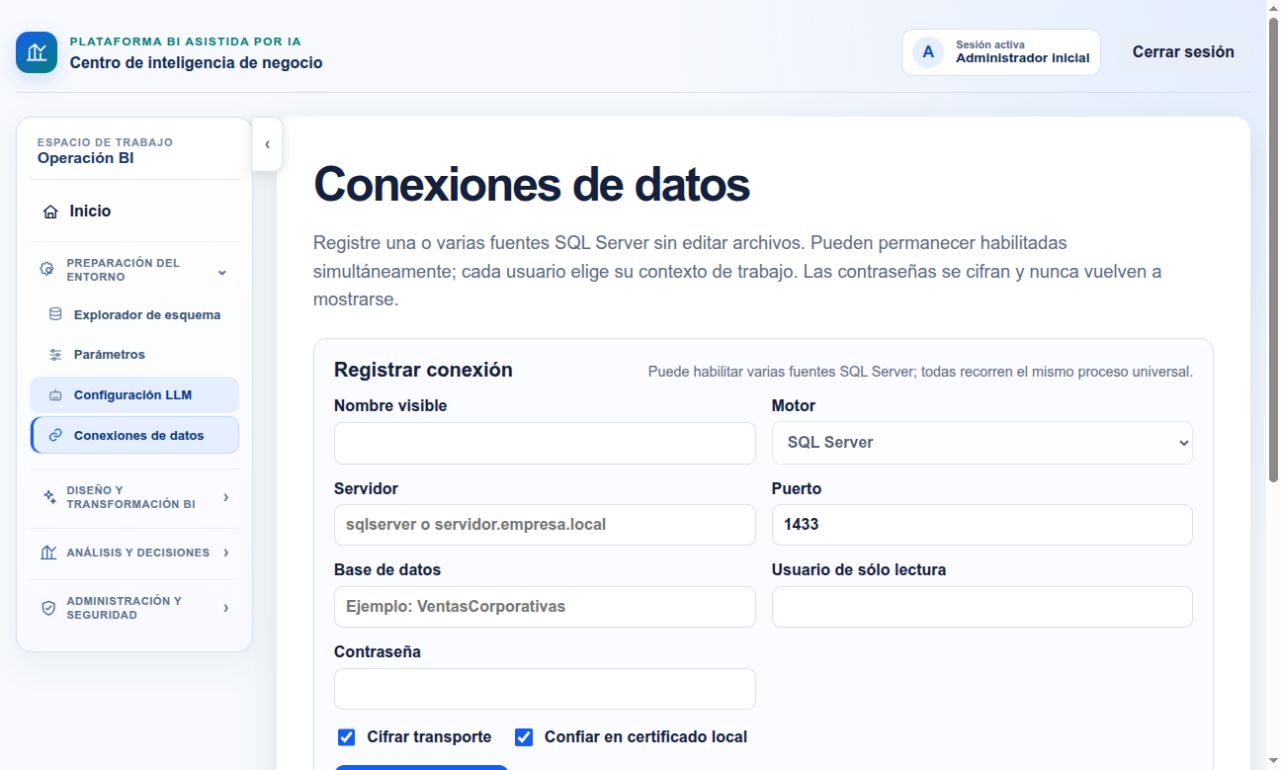 PLATAFORMA BI ASISTIDA POR IA
Centro de inteligencia de negocio
A
Sesión activa
Administrador inicial
Cerrar sesión
ESPACIO DE TRABAJO
Operación BI
Inicio
PREPARACIÓN DEL
ENTORNO
Explorador de esquema
Parámetros
Configuración LLM
Conexiones de datos
DISEÑO Y
TRANSFORMACIÓN BI
ANÁLISIS Y DECISIONES
ADMINISTRACIÓN Y
SEGURIDAD
Conexiones de datos
Registre una o varias fuentes SQL Server sin editar archivos. Pueden permanecer habilitadas
simultáneamente; cada usuario elige su contexto de trabajo. Las contraseñas se cifran y nunca vuelven a
mostrarse.
Registrar conexión
Puede habilitar varias fuentes SQL Server; todas recorren el mismo proceso universal.
Nombre visible
Motor
SQL Server
Servidor
Puerto
sqlserver o servidor.empresa.local
1433
Base de datos
Usuario de sólo lectura
Ejemplo: VentasCorporativas
Contraseña
Cifrar transporte
Confiar en certificado local